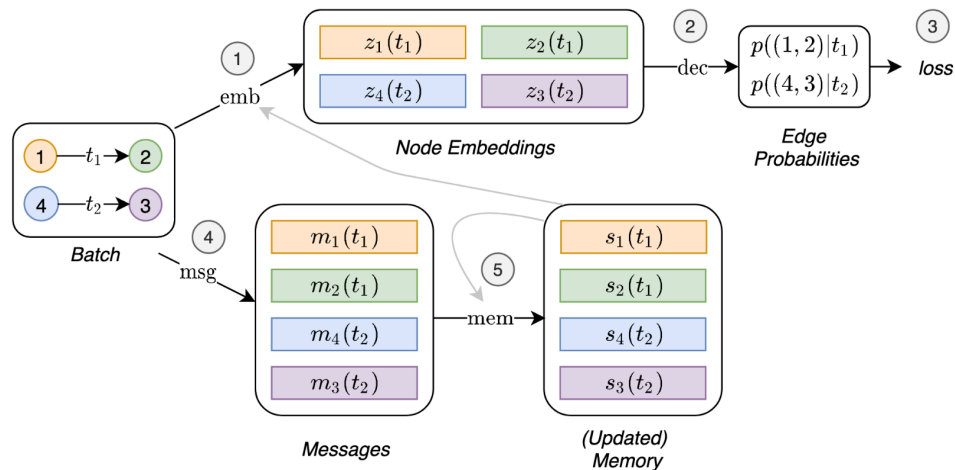 1
emb
z₁(t₁)
z₂(t₁)
z₄(t₂)
z₃(t₂)
Node Embeddings
2
dec
p((1,2)|t₁)
p((4,3)|t₂)
Edge
Probabilities
3
loss
1 t₁ 2
4 t₂ 3
Batch
4
msg
m₁(t₁)
m₂(t₁)
m₄(t₂)
m₃(t₂)
Messages
5
mem
s₁(t₁)
s₂(t₁)
s₄(t₂)
s₃(t₂)
(Updated)
Memory